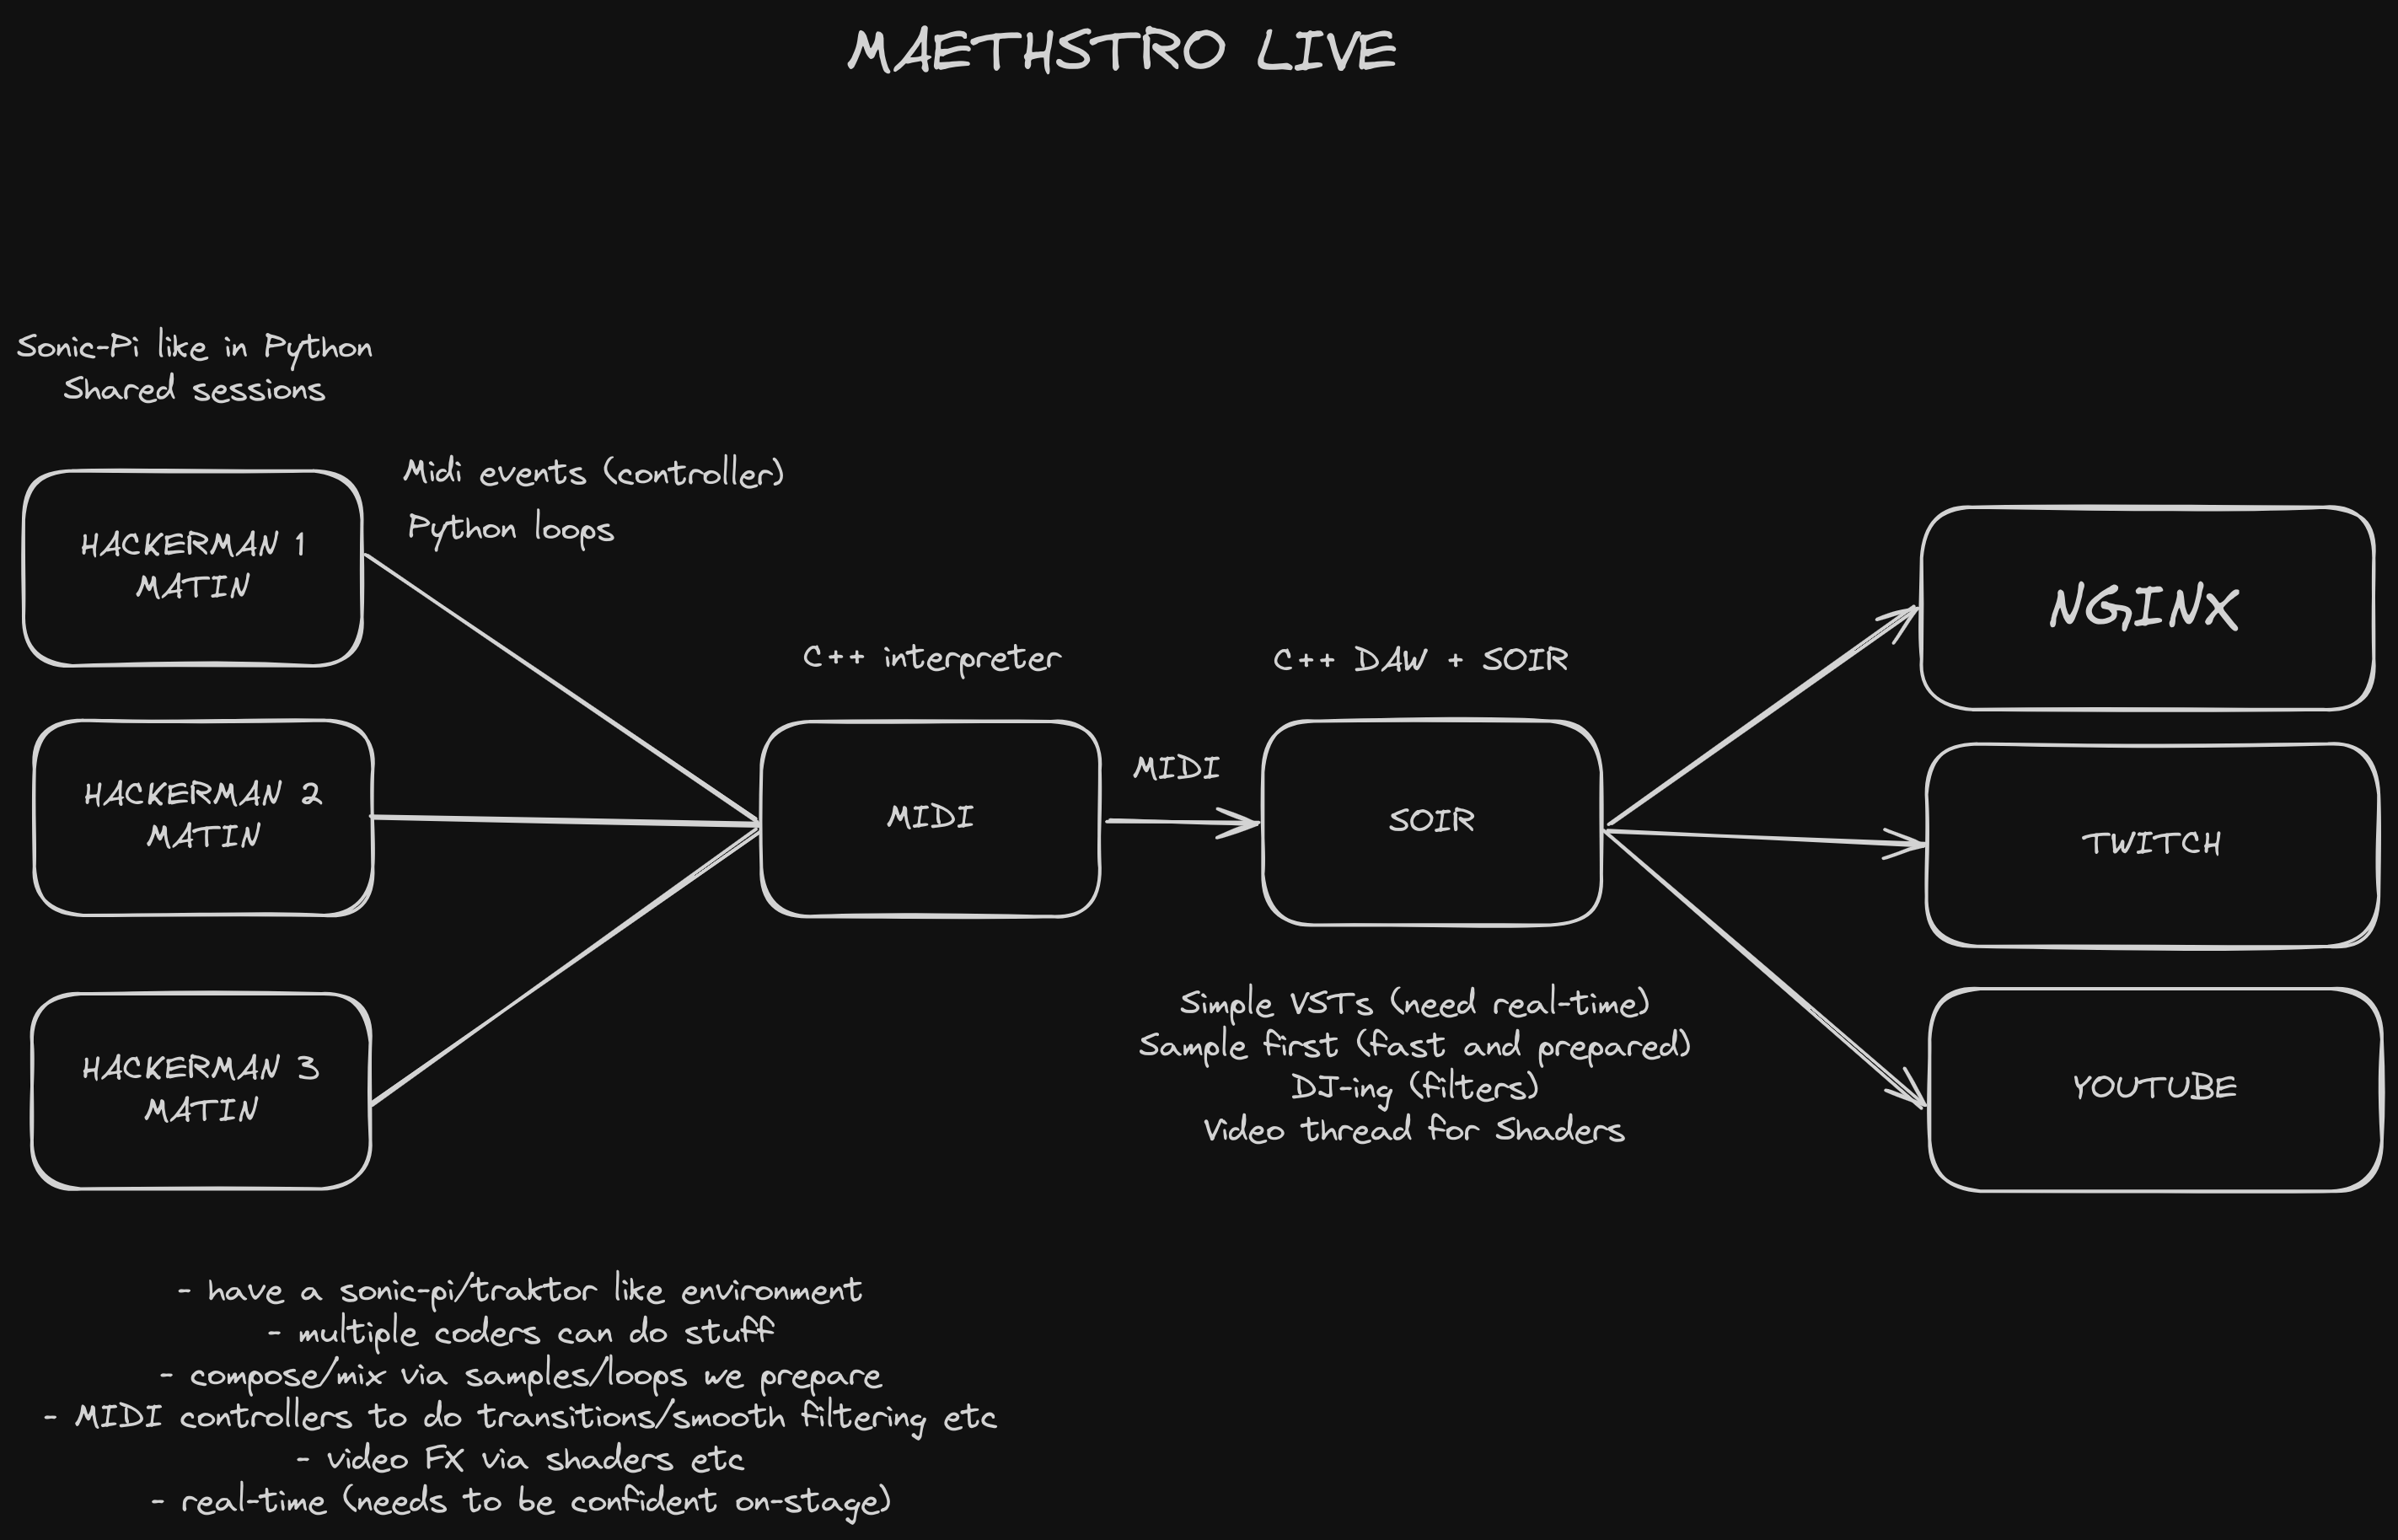 MAETHSTRO LIVE
Sonic-Pi like in Python
Shared sessions
Midi events (controller)
Python loops
HACKERMAN 1
MATIN
HACKERMAN 2
MATIN
HACKERMAN 3
MATIN
C++ interpreter
MIDI
MIDI
C++ DAW + SOIR
SOIR
Simple VSTs (need real-time)
Sample first (fast and prepared)
DJ-ing (filters)
Video thread for Shaders
NGINX
TWITCH
YOUTUBE
- have a sonic-pi/traktor like environment
- multiple coders can do stuff
- compose/mix via samples/loops we prepare
- MIDI controllers to do transitions/smooth filtering etc
- video FX via shaders etc
- real-time (needs to be confident on-stage)